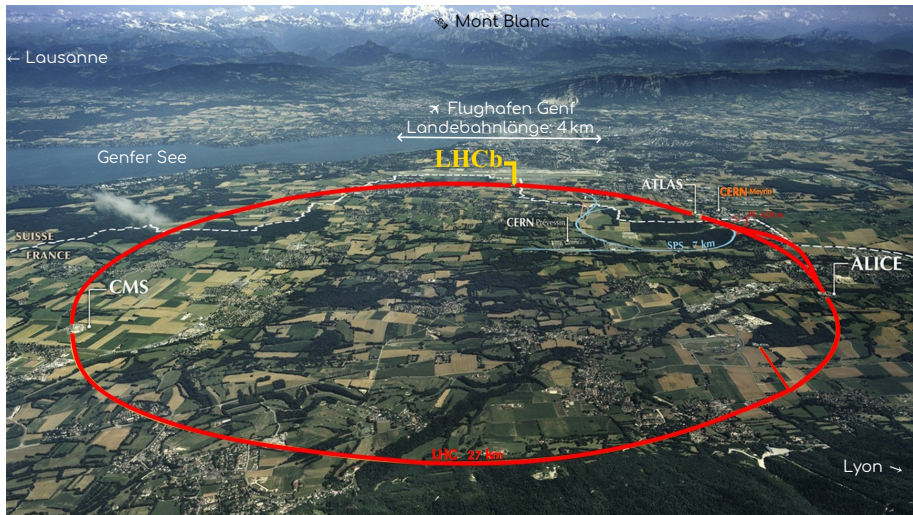 Mont Blanc
← Lausanne
Flughafen Genf
Landebahnlänge: 4 km
Genfer See
LHCb
ATLAS
CERN Meyrin
CERN Prévessin
SUISSE
FRANCE
SPS 7 km
ALICE
CMS
LHC 27 km
Lyon →